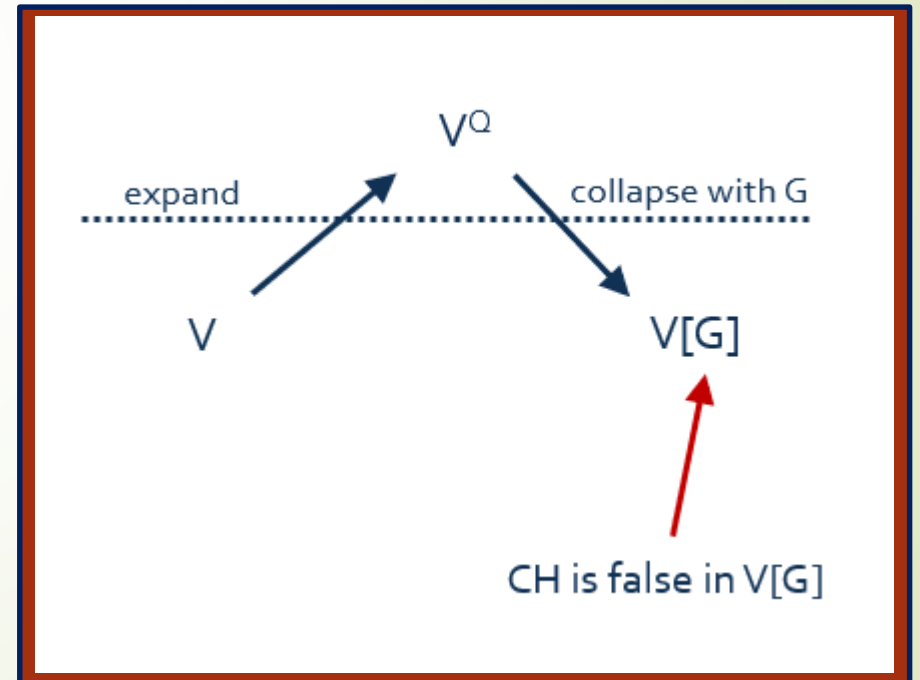 V^Q
expand
collapse with G
V
V[G]
CH is false in V[G]